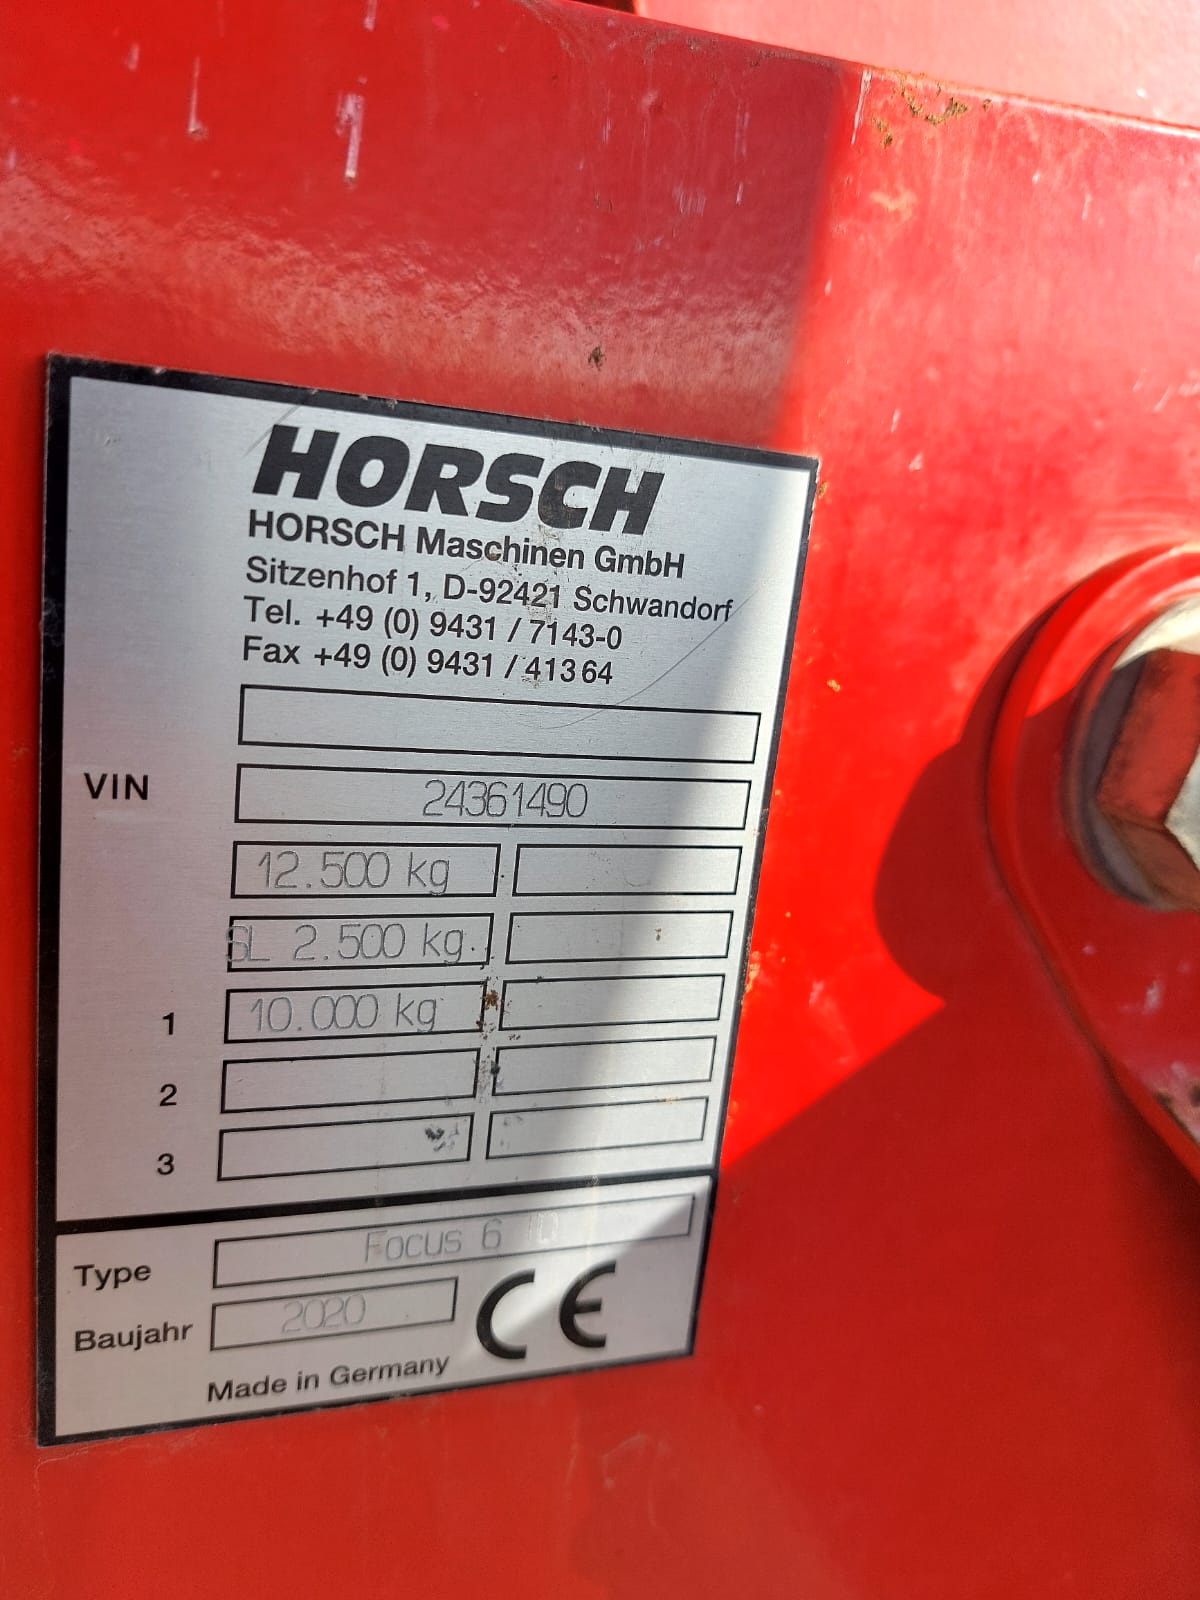 HORSCH
HORSCH Maschinen GmbH
Sitzenhof 1, D-92421 Schwandorf
Tel. +49 (0) 9431 / 7143-0
Fax +49 (0) 9431 / 41364
VIN 24361490
12.500 kg
SL 2.500 kg
1 10.000 kg
2
3
Type Focus 6 TD
Baujahr 2020 CE
Made in Germany